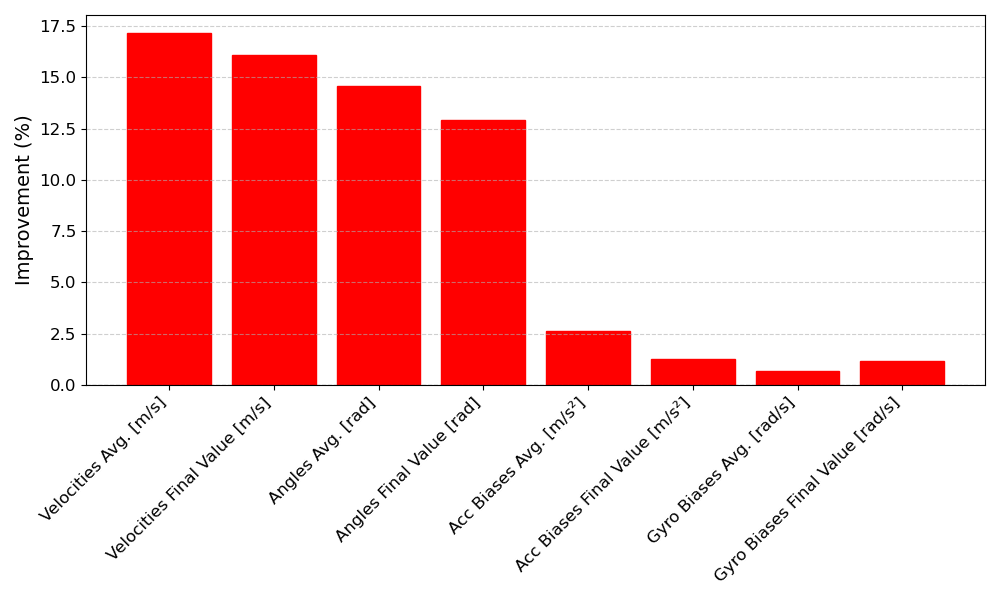 Improvement (%)
17.5
15.0
12.5
10.0
7.5
5.0
2.5
0.0
Velocities Avg. [m/s]
Velocities Final Value [m/s]
Angles Avg. [rad]
Angles Final Value [rad]
Acc Biases Avg. [m/s²]
Acc Biases Final Value [m/s²]
Gyro Biases Avg. [rad/s]
Gyro Biases Final Value [rad/s]